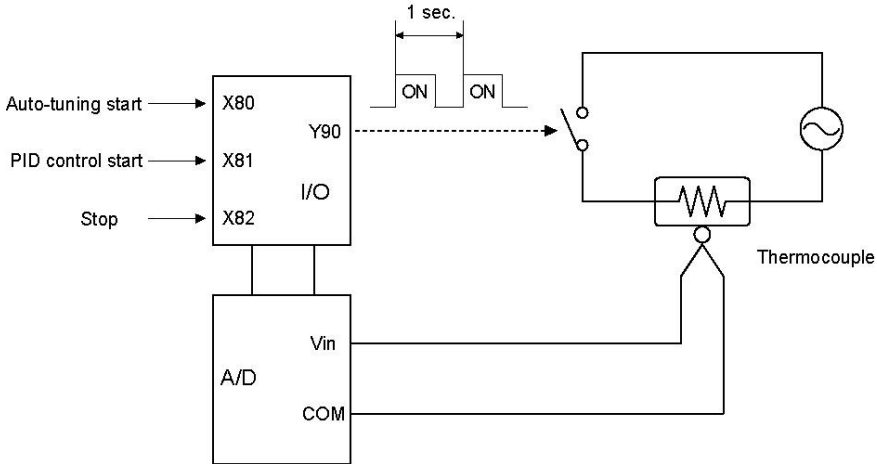 1 sec.
ON
ON
Auto-tuning start
X80
Y90
PID control start
X81
I/O
Stop
X82
Thermocouple
Vin
A/D
COM